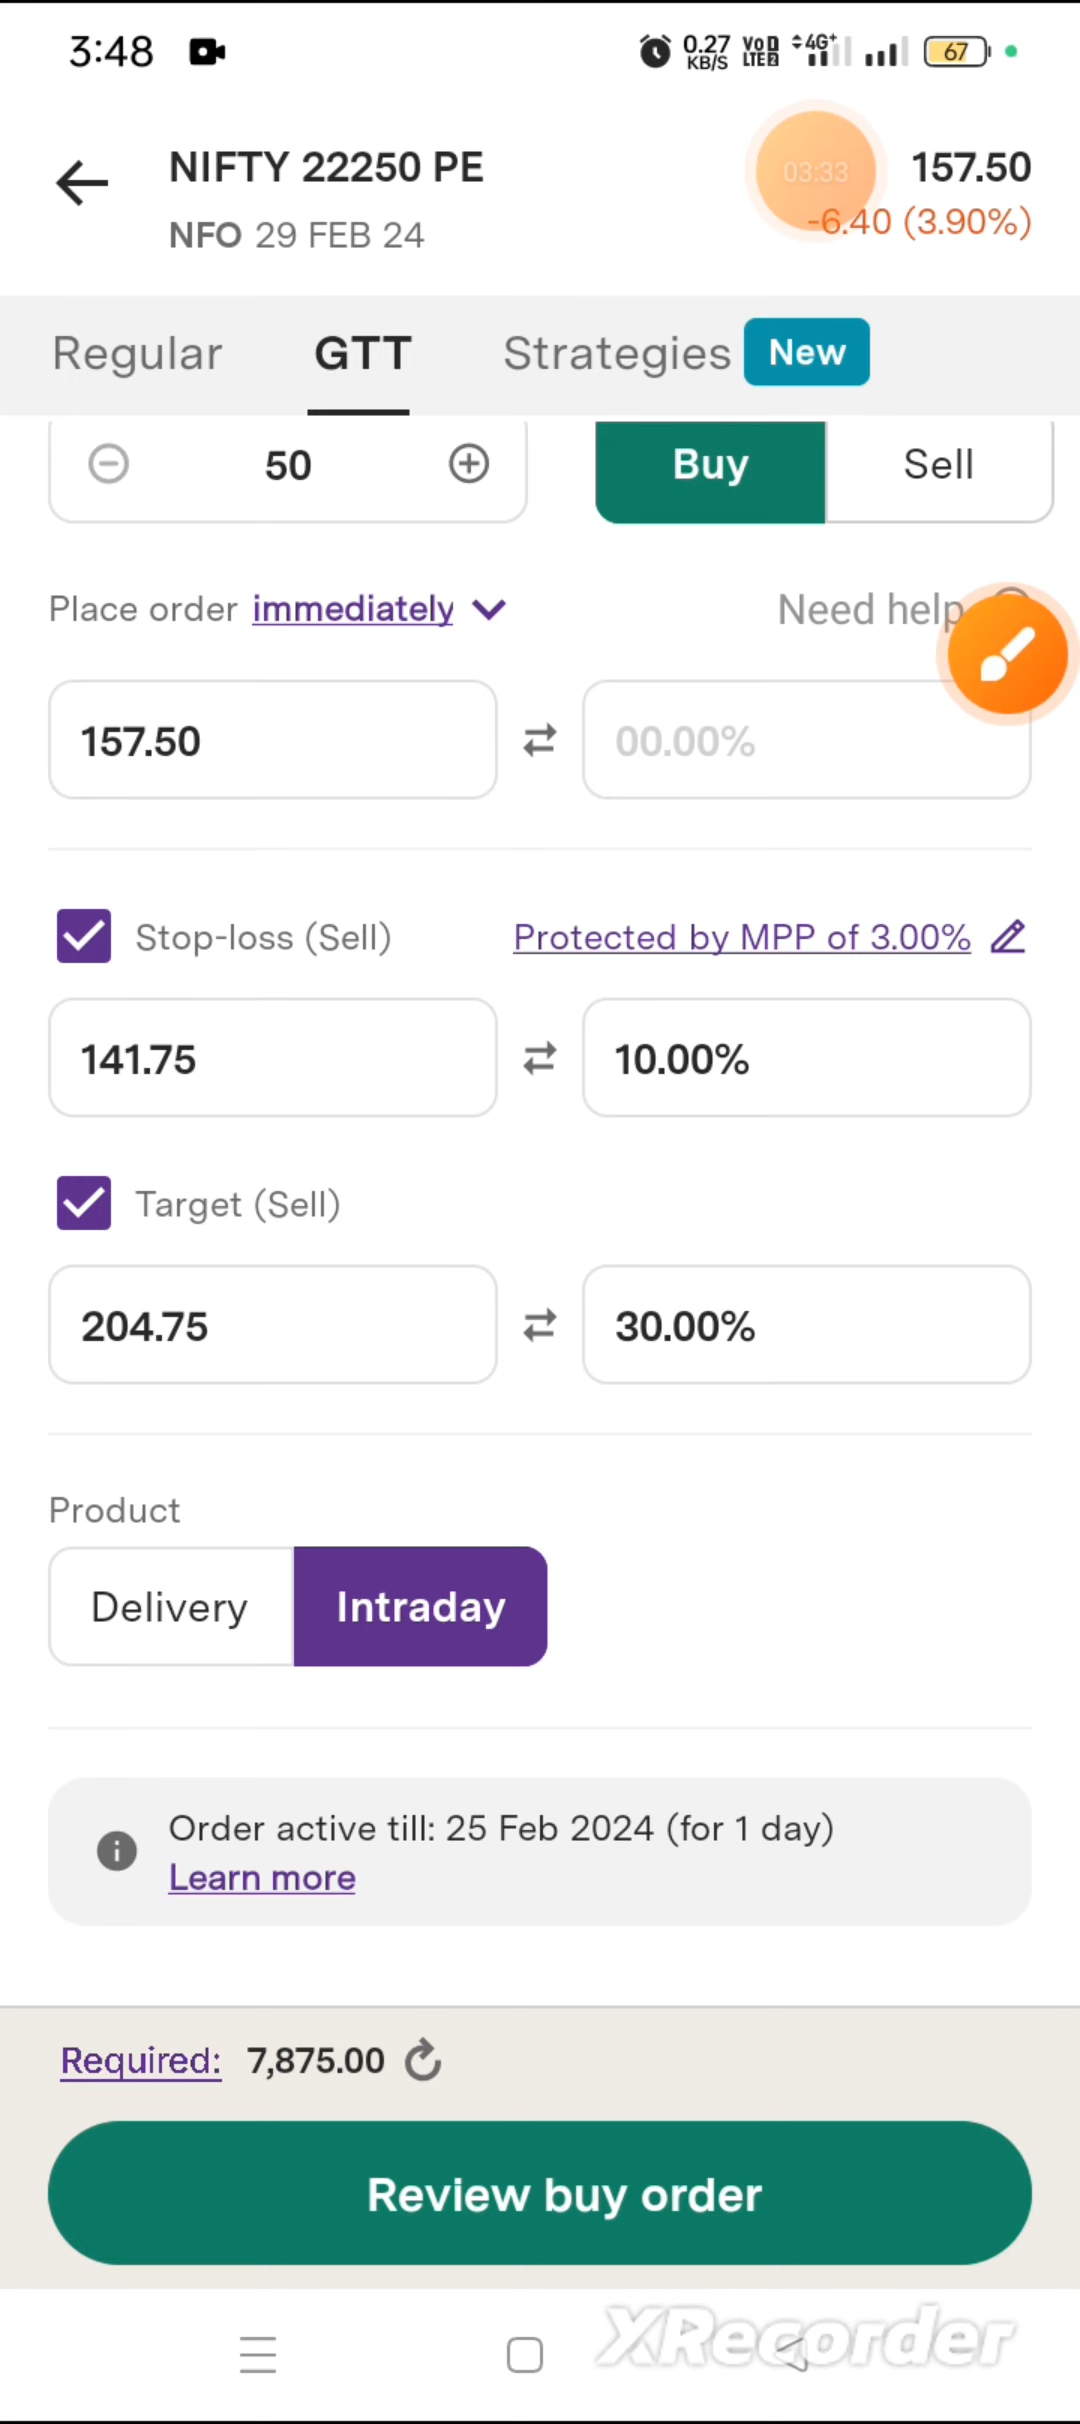 3:48 0.27 KB/S VoD LTE2 4G+ 67
NIFTY 22250 PE 03:33 157.50
NFO 29 FEB 24 -6.40 (3.90%)
Regular GTT Strategies New
50 Buy Sell
Place order immediately Need help
157.50 00.00%
Stop-loss (Sell) Protected by MPP of 3.00%
141.75 10.00%
Target (Sell)
204.75 30.00%
Product
Delivery Intraday
Order active till: 25 Feb 2024 (for 1 day)
Learn more
Required: 7,875.00
Review buy order
XRecorder